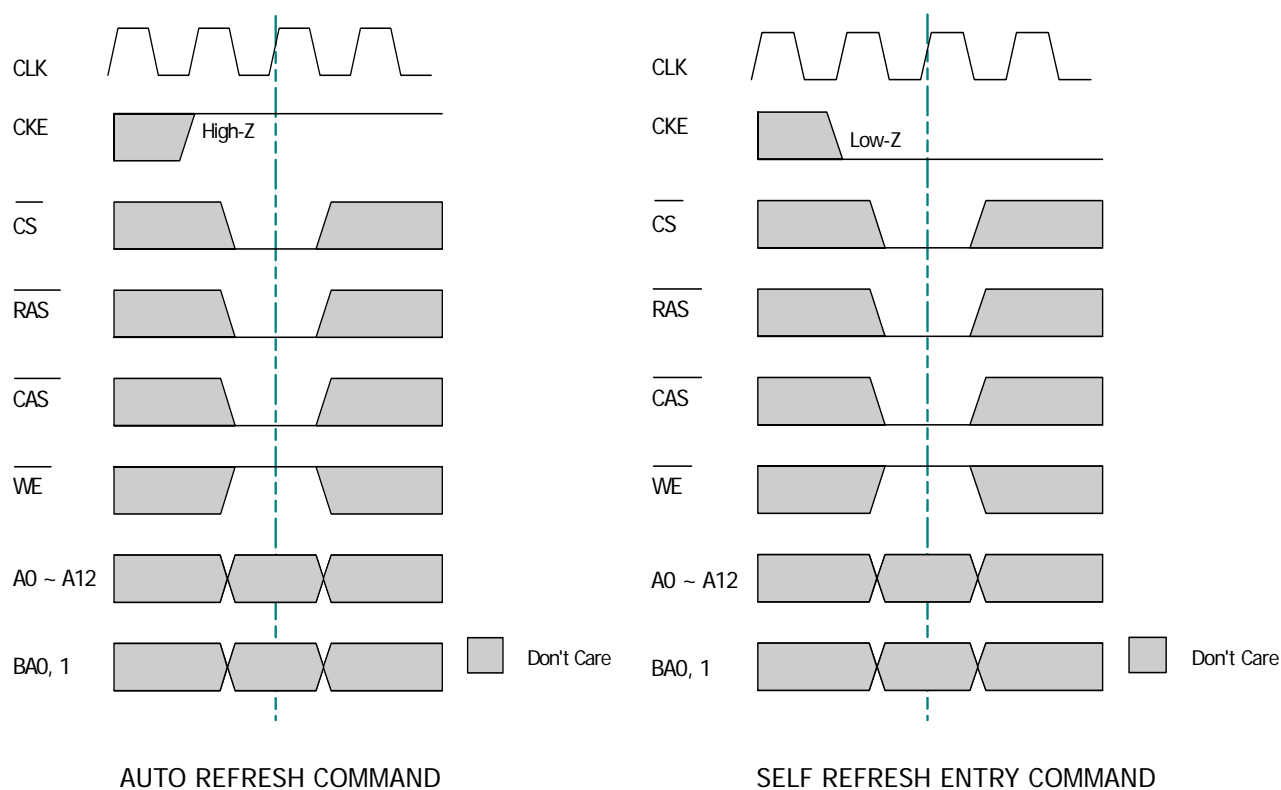 CLK
CKE
High-Z
CS
RAS
CAS
WE
A0 ~ A12
BA0, 1
Don't Care
AUTO REFRESH COMMAND
CLK
CKE
Low-Z
CS
RAS
CAS
WE
A0 ~ A12
BA0, 1
Don't Care
SELF REFRESH ENTRY COMMAND